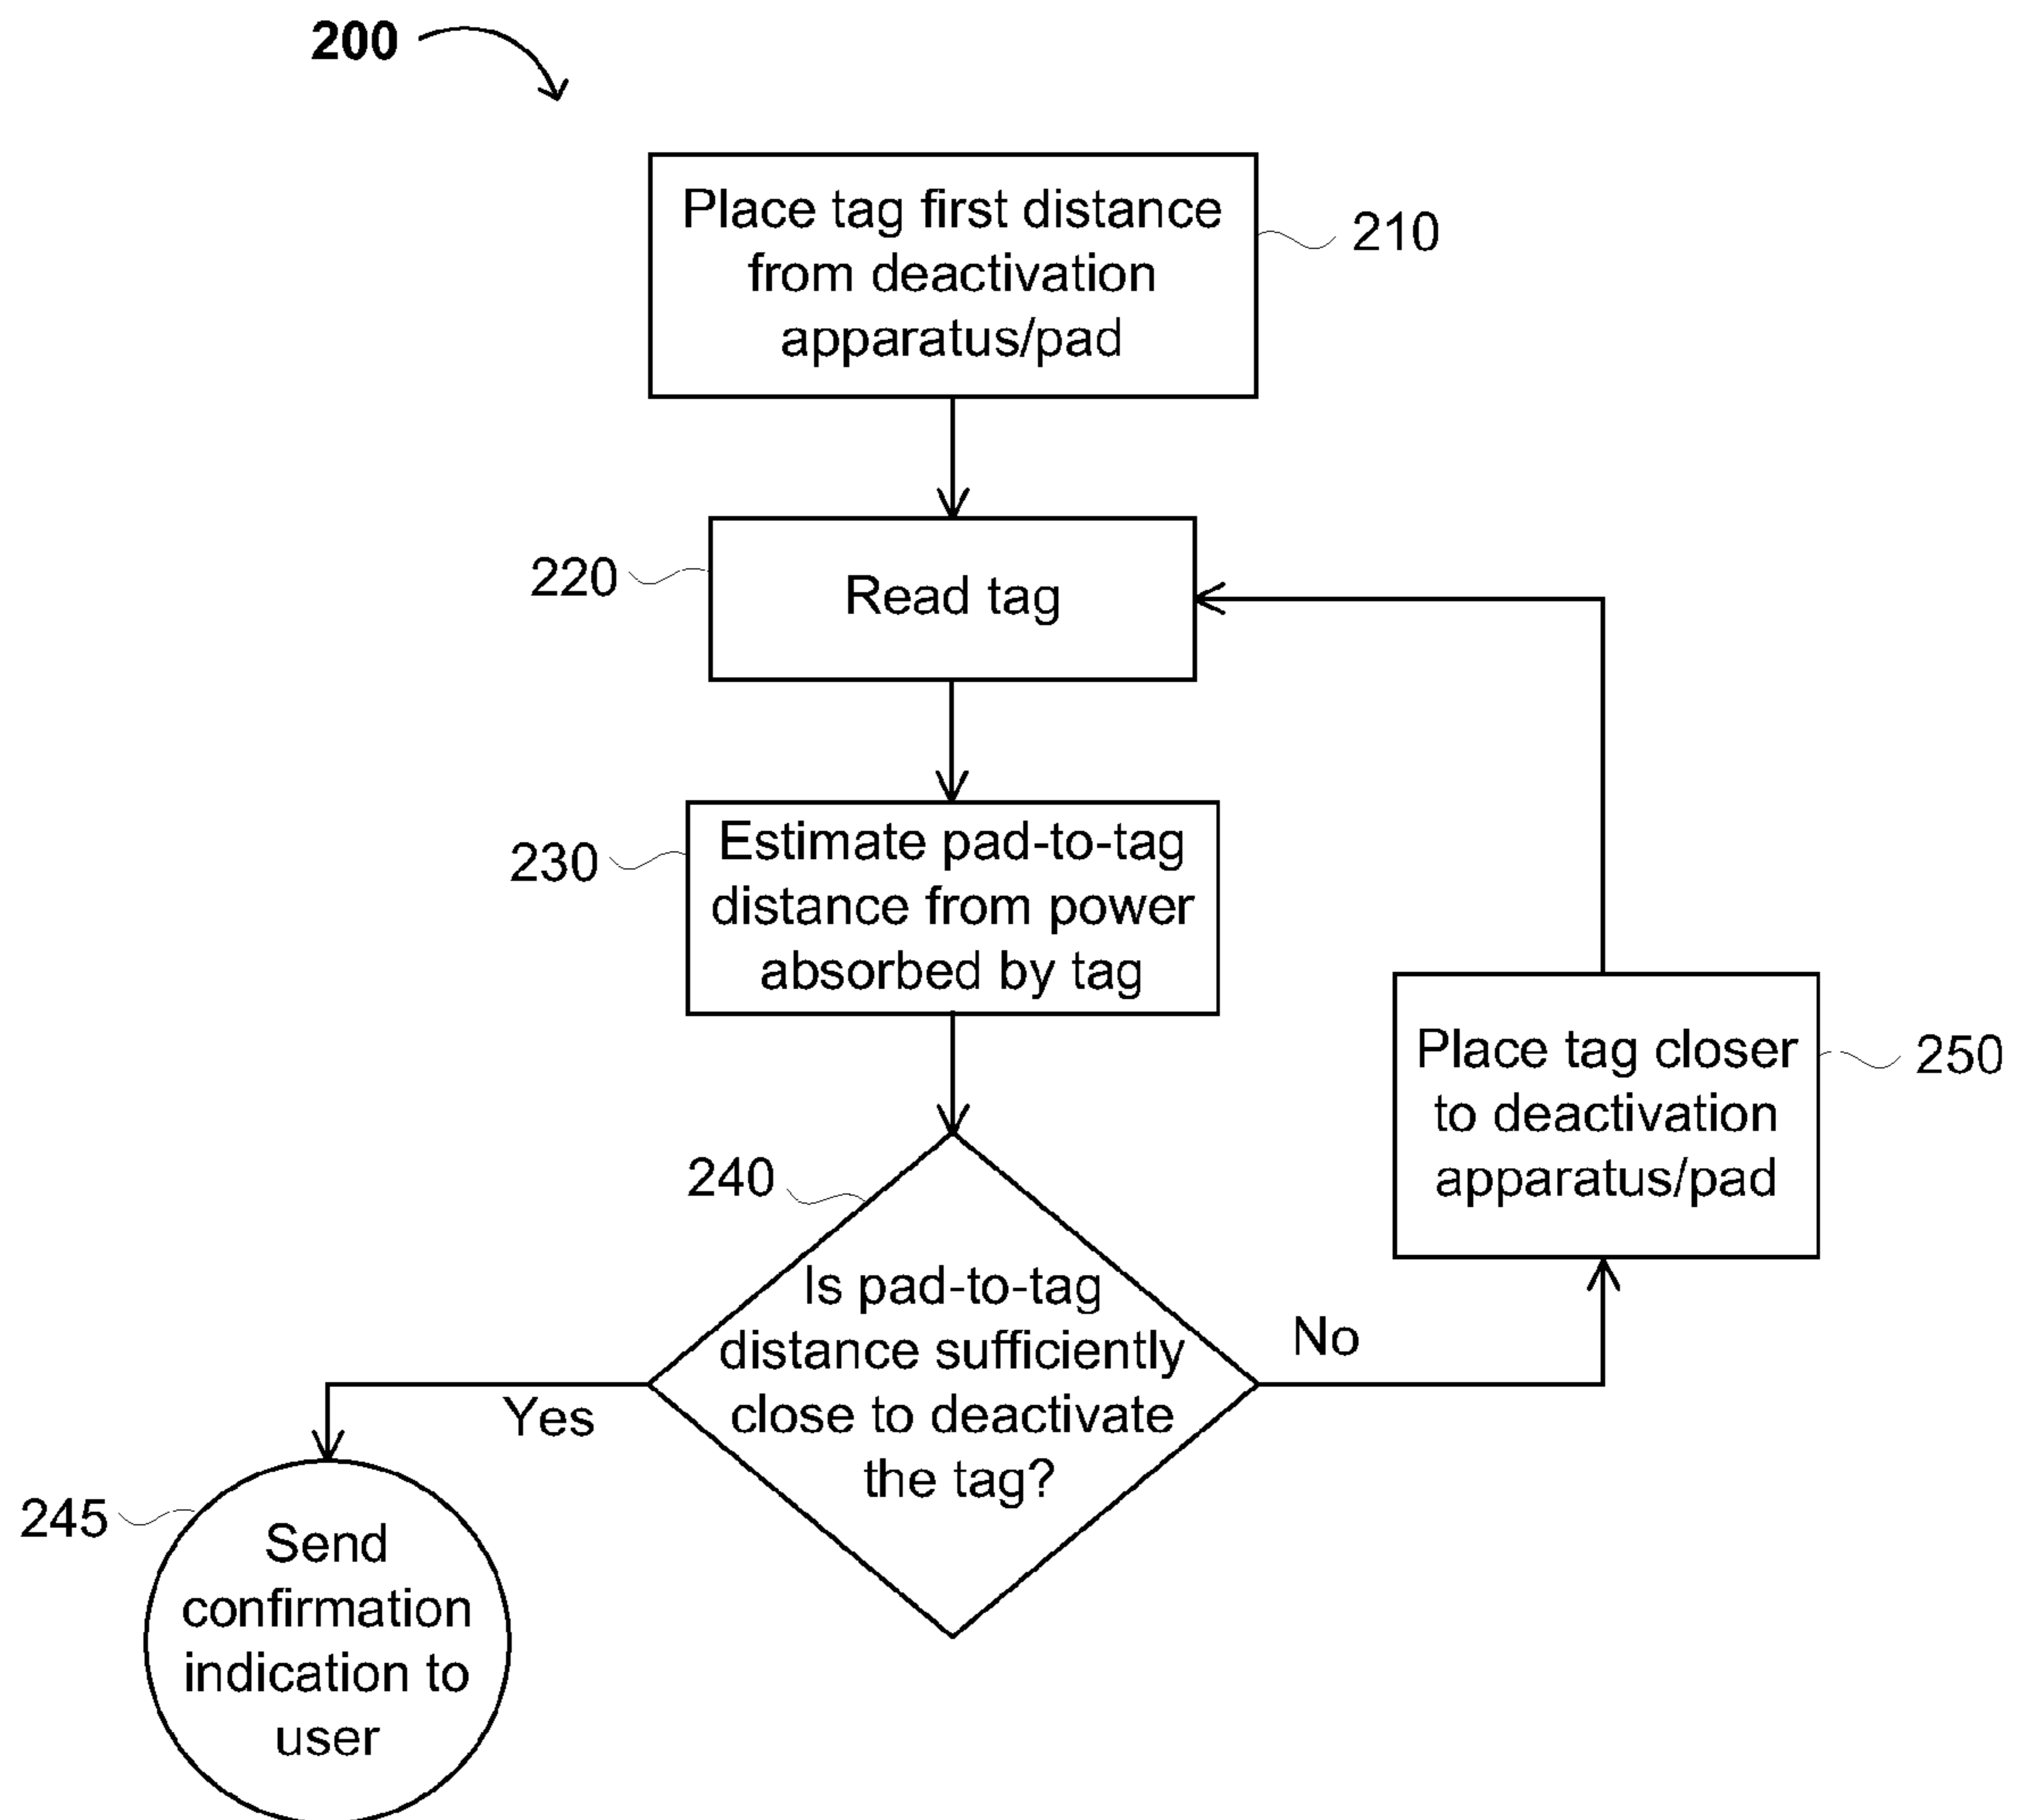 200
Place tag first distance
from deactivation
apparatus/pad
210
220
Read tag
230
Estimate pad-to-tag
distance from power
absorbed by tag
Place tag closer
to deactivation
apparatus/pad
250
240
Is pad-to-tag
distance sufficiently
close to deactivate
the tag?
No
Yes
245
Send
confirmation
indication to
user